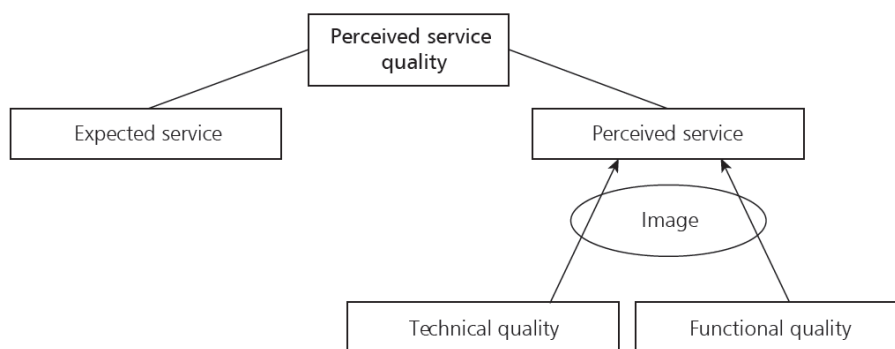 Perceived service
quality
Expected service
Perceived service
Image
Technical quality
Functional quality